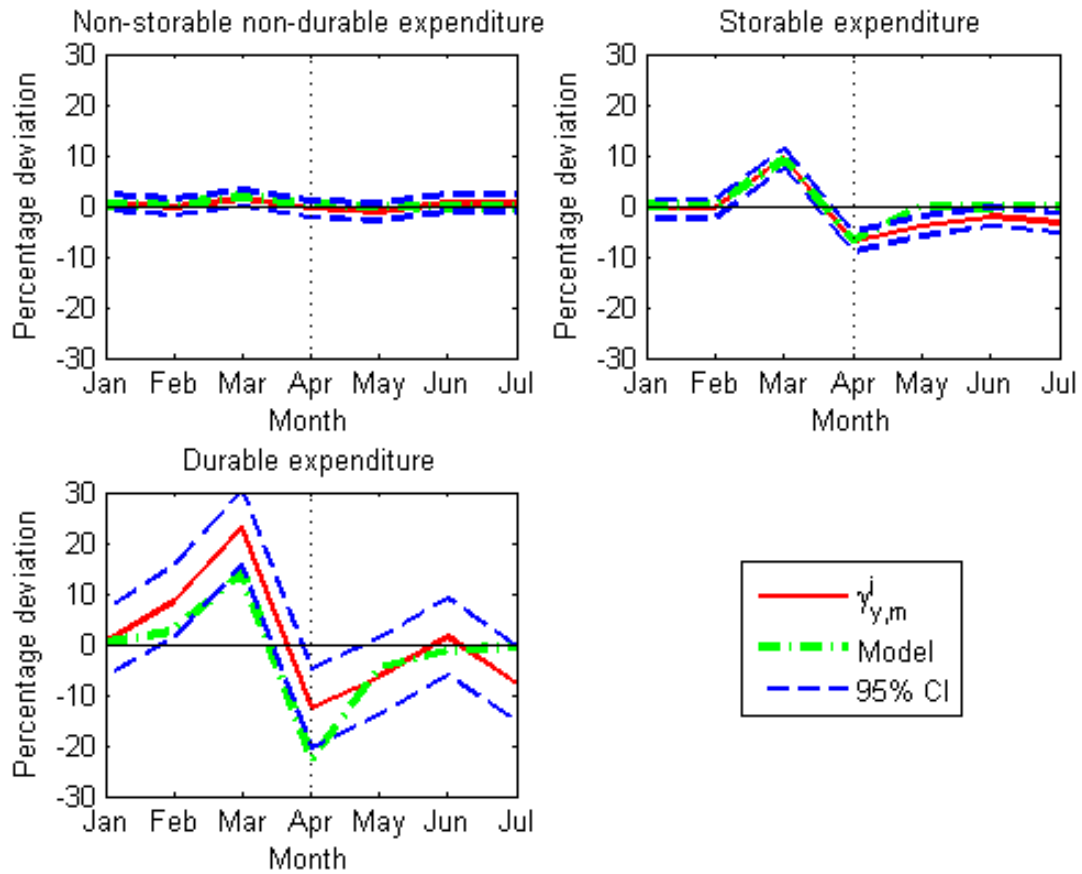 Non-storable non-durable expenditure
Percentage deviation
30
20
10
0
-10
-20
-30
Jan Feb Mar Apr May Jun Jul
Month
Storable expenditure
Percentage deviation
30
20
10
0
-10
-20
-30
Jan Feb Mar Apr May Jun Jul
Month
Durable expenditure
Percentage deviation
30
20
10
0
-10
-20
-30
Jan Feb Mar Apr May Jun Jul
Month
γ^i_{y,m}
Model
95% CI